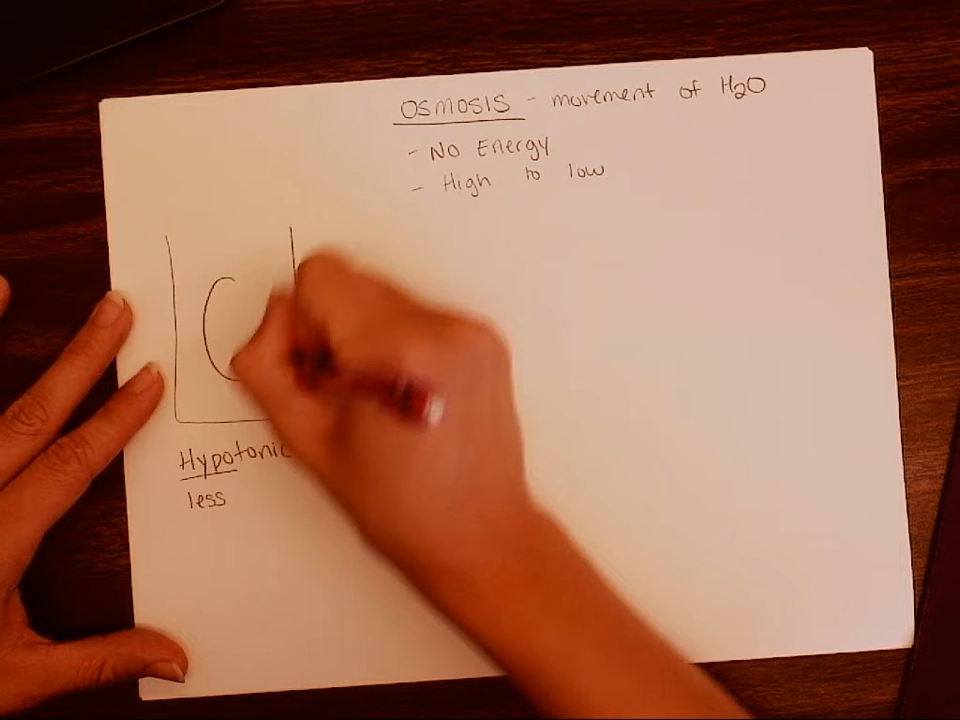 OSMOSIS - movement of H₂O
- No Energy
- High to low
Hypotonic
less